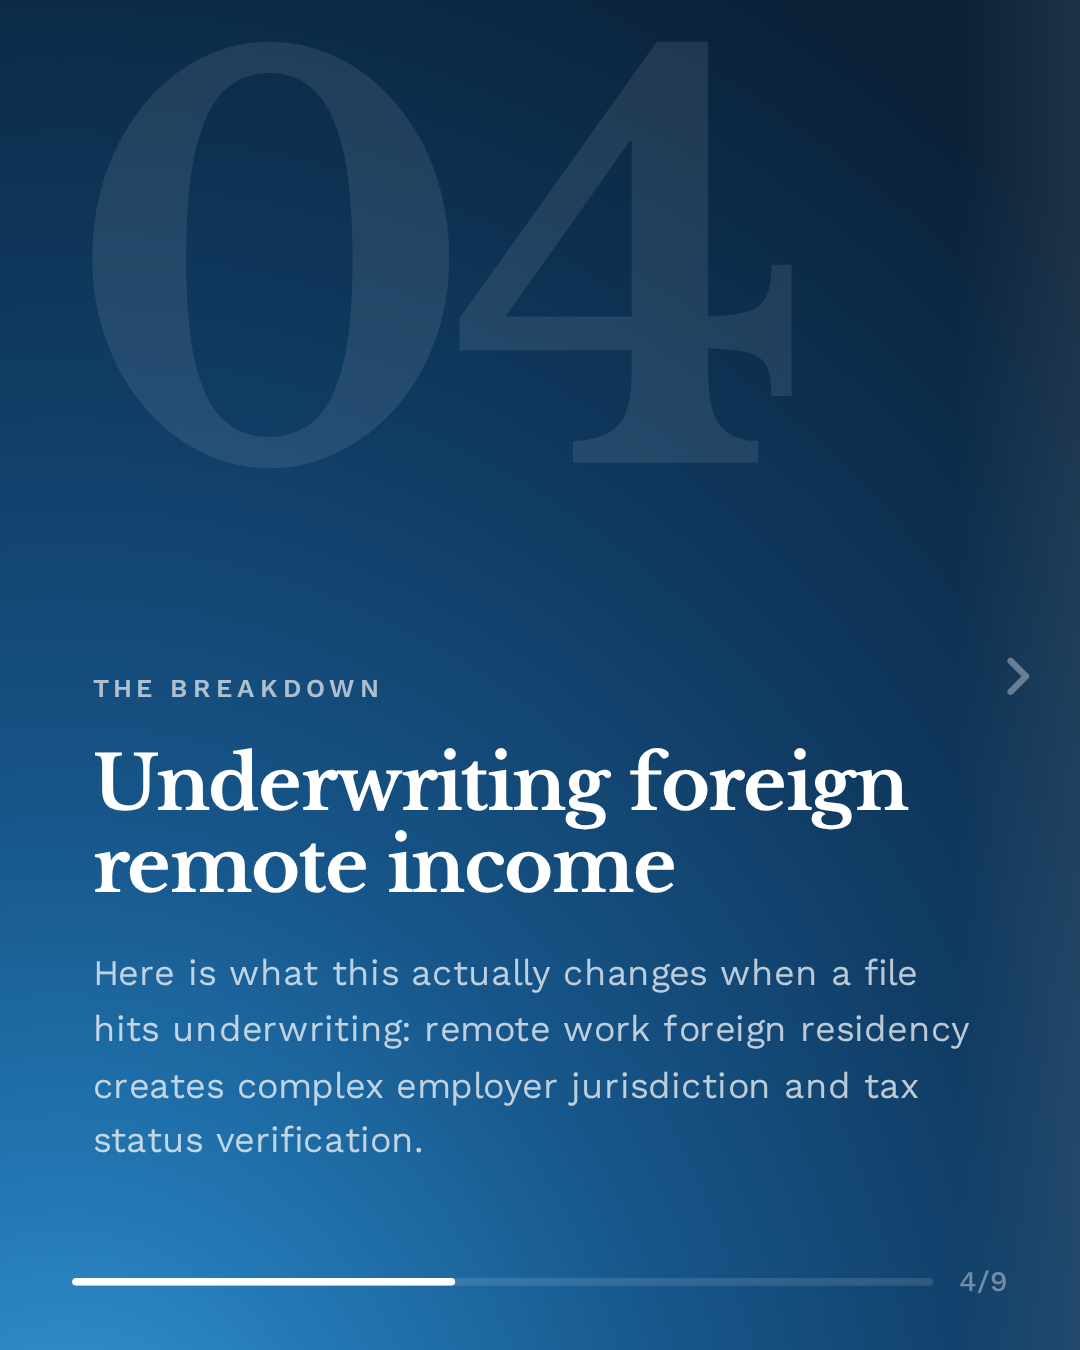 04
THE BREAKDOWN
Underwriting foreign
remote income
Here is what this actually changes when a file
hits underwriting: remote work foreign residency
creates complex employer jurisdiction and tax
status verification.
4/9